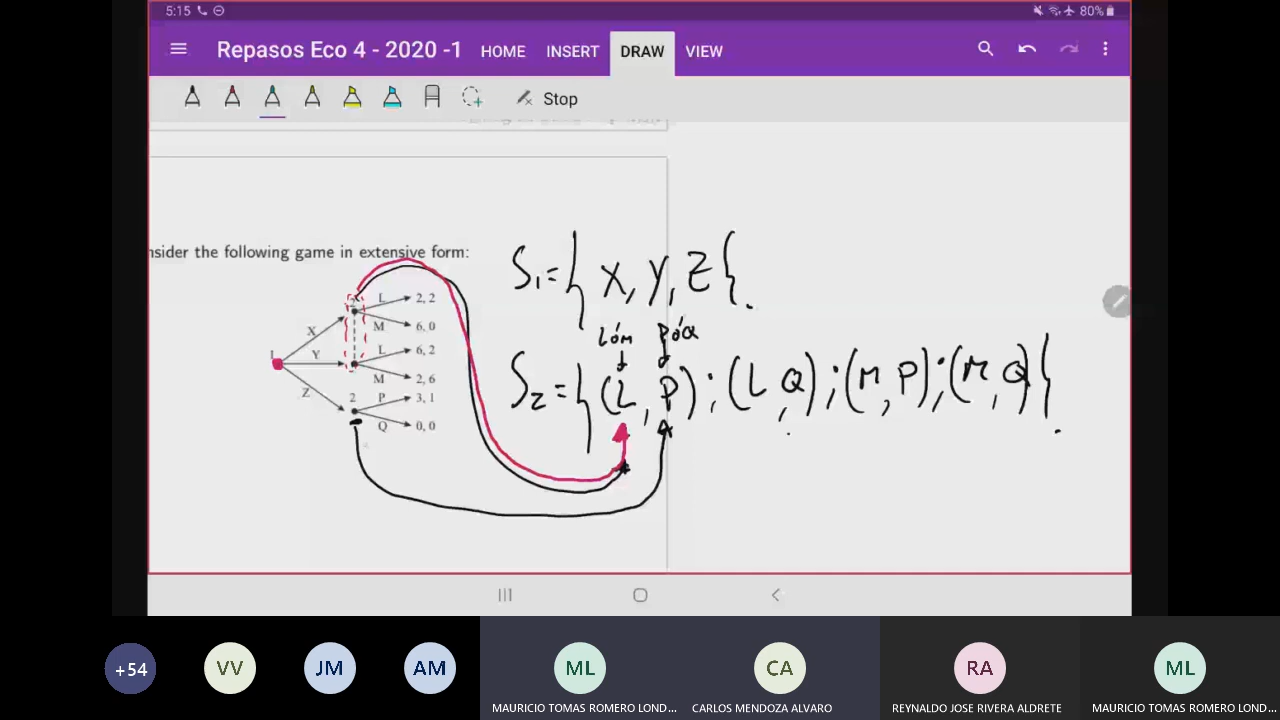 5:15
80%
Repasos Eco 4 - 2020 -1 HOME INSERT DRAW VIEW
Stop
nsider the following game in extensive form:
S1={ X, Y, Z}.
L ó M P ó Q
S2={ (L, P) ; (L, Q) ; (M, P) ; (M, Q) }.
1
X
Y
Z
2
L 2, 2
M 6, 0
L 6, 2
M 2, 6
2
P 3, 1
Q 0, 0
+54 VV JM AM ML CA RA ML
MAURICIO TOMAS ROMERO LOND... CARLOS MENDOZA ALVARO REYNALDO JOSE RIVERA ALDRETE MAURICIO TOMAS ROMERO LOND...